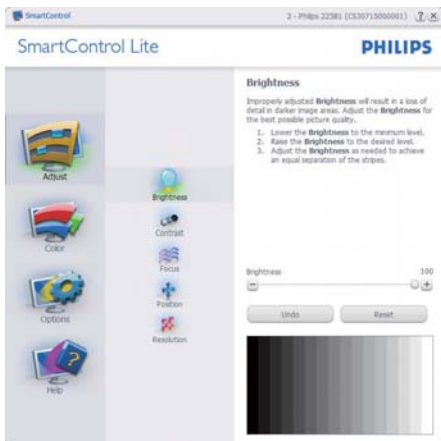 SmartControl
2 - Philips 225B1 (CS30715000001)
SmartControl Lite
PHILIPS
Adjust
Color
Options
Help
Brightness
Contrast
Focus
Position
Resolution
Brightness
Improperly adjusted Brightness will result in a loss of
detail in darker image areas. Adjust the Brightness for
the best possible picture quality.
1. Lower the Brightness to the minimum level.
2. Raise the Brightness to the desired level.
3. Adjust the Brightness as needed to achieve
an equal separation of the stripes.
Brightness 100
Undo Reset